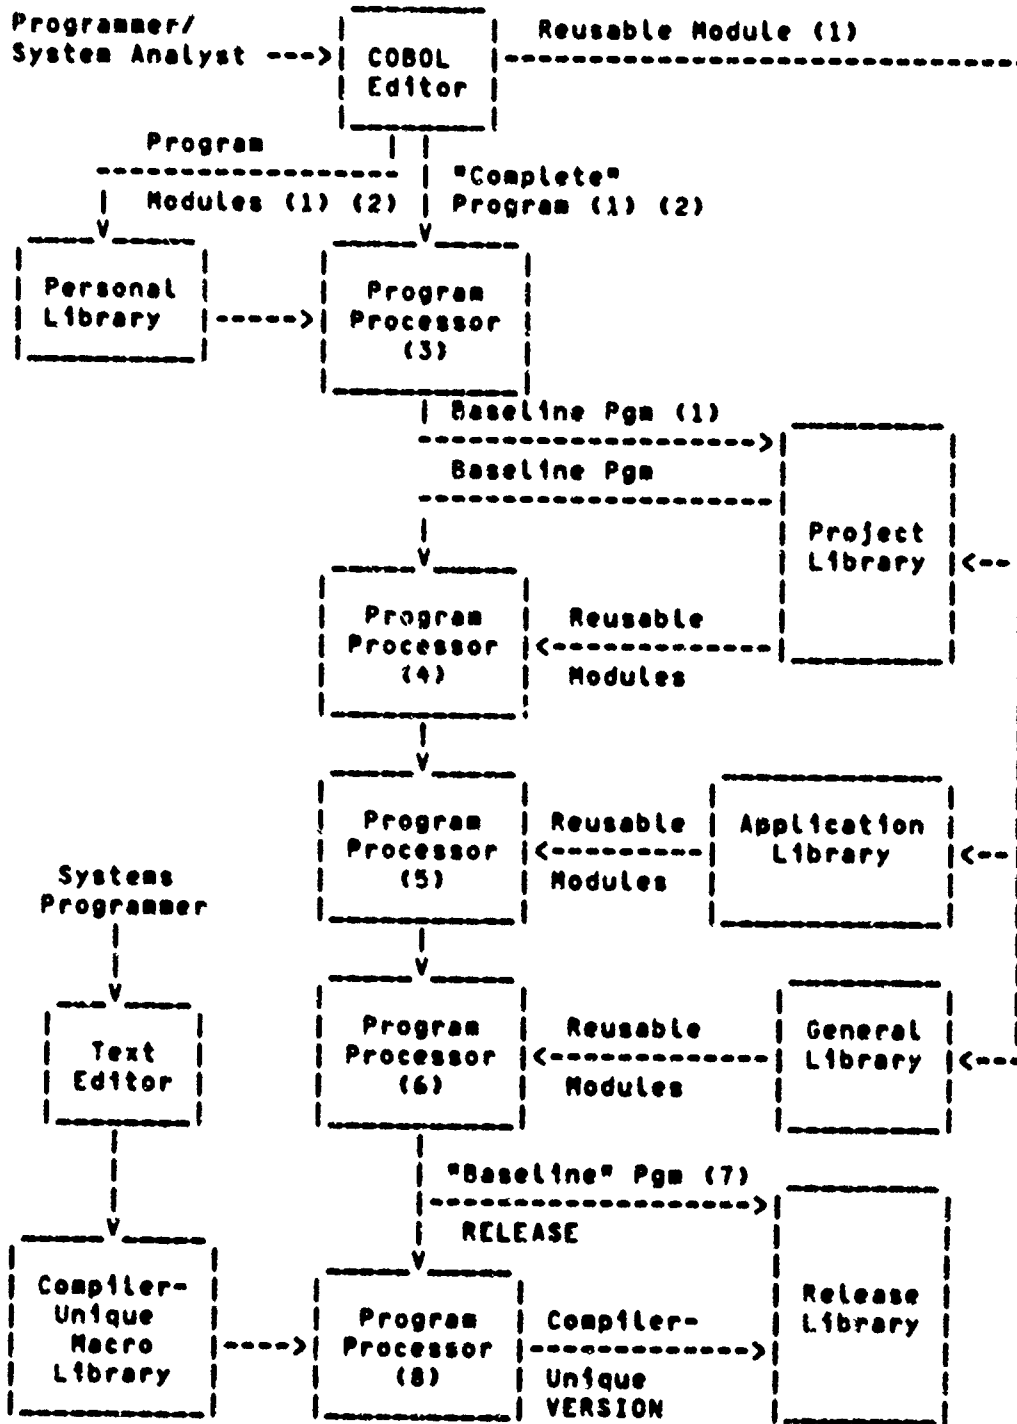 Programmer/
System Analyst
COBOL
Editor
Reusable Module (1)
Program
Modules (1) (2)
"Complete"
Program (1) (2)
Personal
Library
Program
Processor
(3)
Baseline Pgm (1)
Baseline Pgm
Project
Library
Program
Processor
(4)
Reusable
Modules
Program
Processor
(5)
Reusable
Modules
Application
Library
Systems
Programmer
Text
Editor
Program
Processor
(6)
Reusable
Modules
General
Library
"Baseline" Pgm (7)
RELEASE
Compiler-
Unique
Macro
Library
Program
Processor
(8)
Compiler-
Unique
VERSION
Release
Library